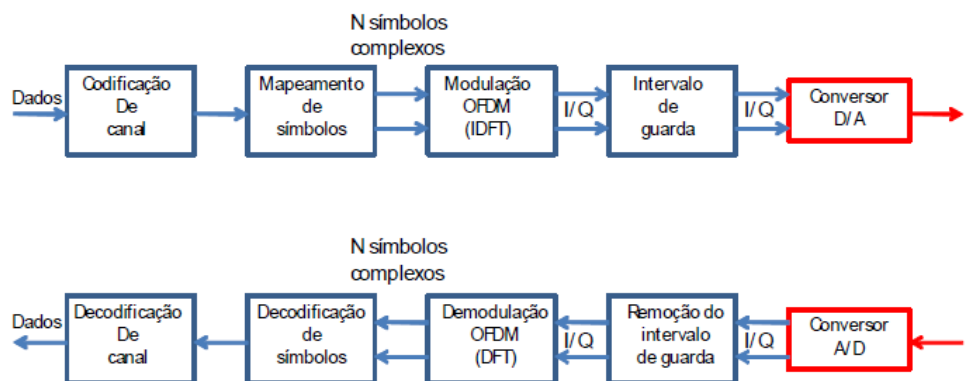 N símbolos
complexos
Dados
Codificação
De
canal
Mapeamento
de
símbolos
Modulação
OFDM
(IDFT)
I/Q
Intervalo
de
guarda
I/Q
Conversor
D/A
N símbolos
complexos
Dados
Decodificação
De
canal
Decodificação
de
símbolos
Demodulação
OFDM
(DFT)
I/Q
Remoção do
intervalo
de guarda
I/Q
Conversor
A/D